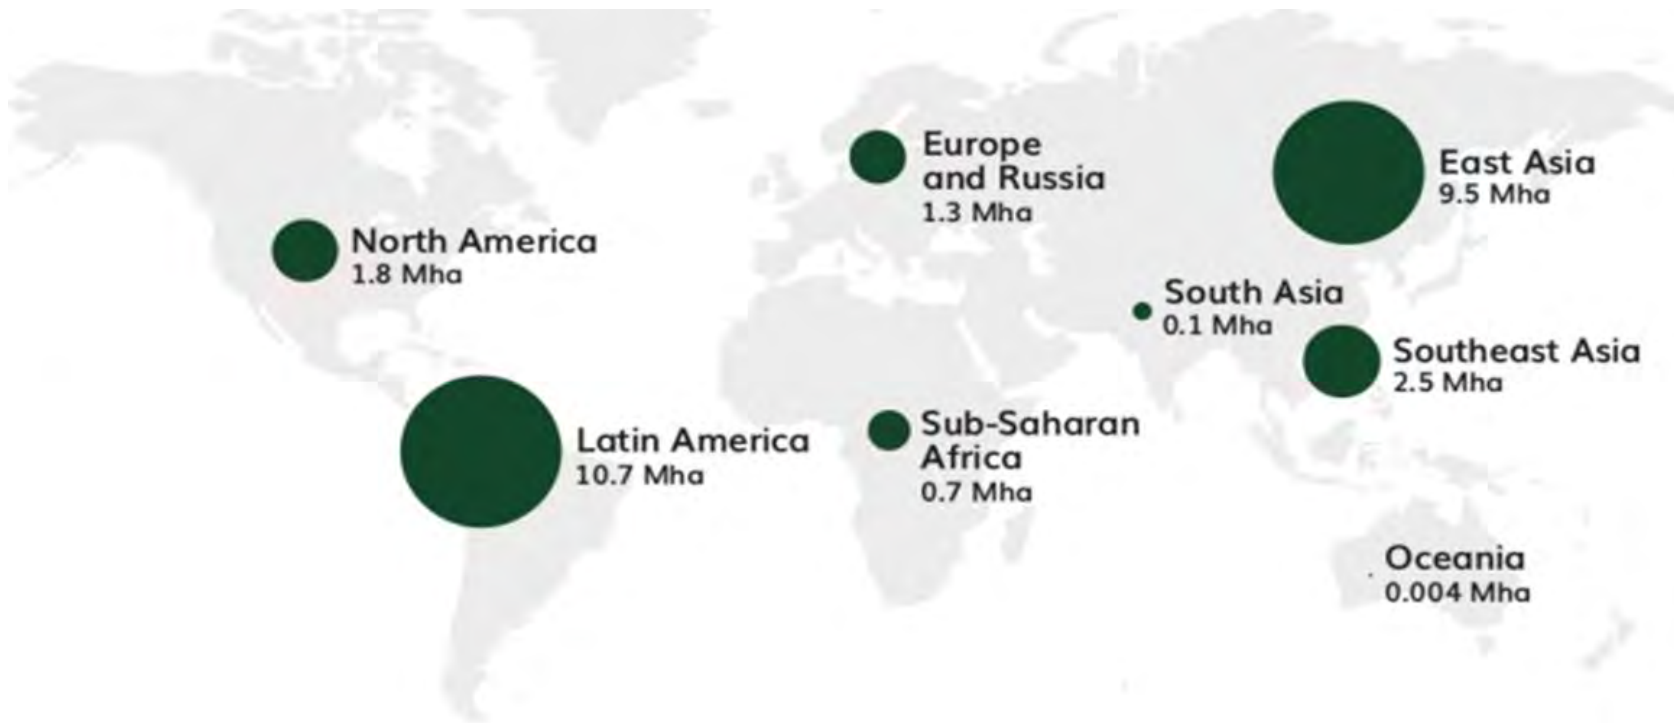 Europe
and Russia
1.3 Mha
East Asia
9.5 Mha
North America
1.8 Mha
South Asia
0.1 Mha
Southeast Asia
2.5 Mha
Latin America
10.7 Mha
Sub-Saharan
Africa
0.7 Mha
Oceania
0.004 Mha